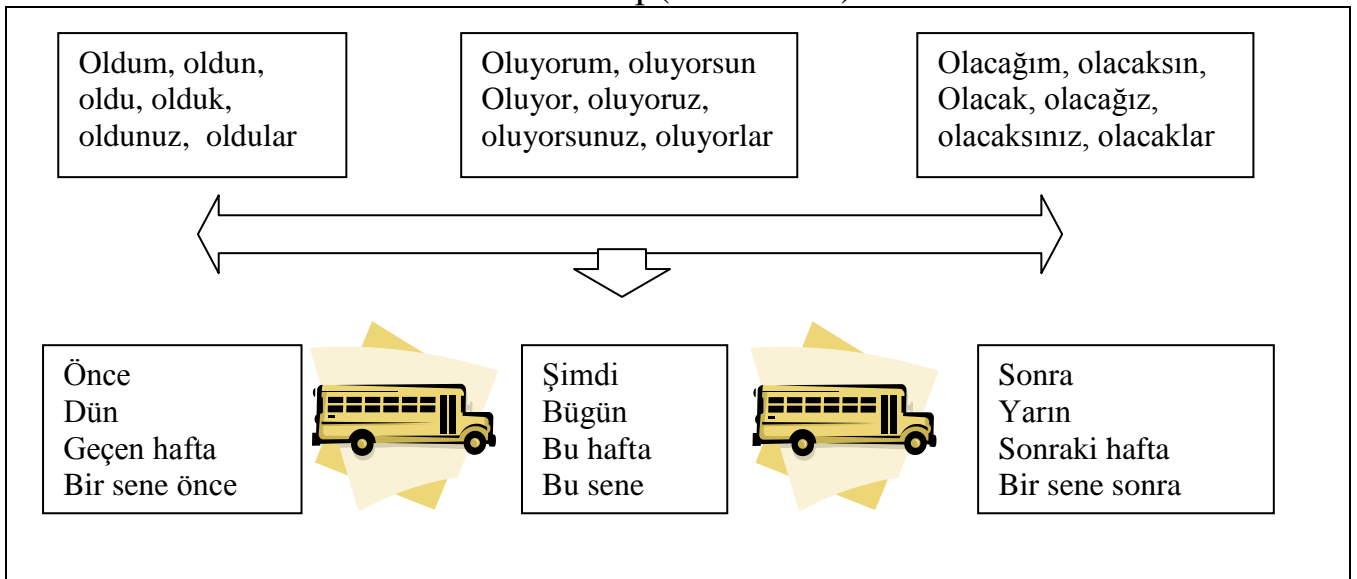 Oldum, oldun,
oldu, olduk,
oldunuz, oldular
Oluyorum, oluyorsun
Oluyor, oluyoruz,
oluyorsunuz, oluyorlar
Olacağım, olacaksın,
Olacak, olacağız,
olacaksınız, olacaklar
Önce
Dün
Geçen hafta
Bir sene önce
Şimdi
Bügün
Bu hafta
Bu sene
Sonra
Yarın
Sonraki hafta
Bir sene sonra